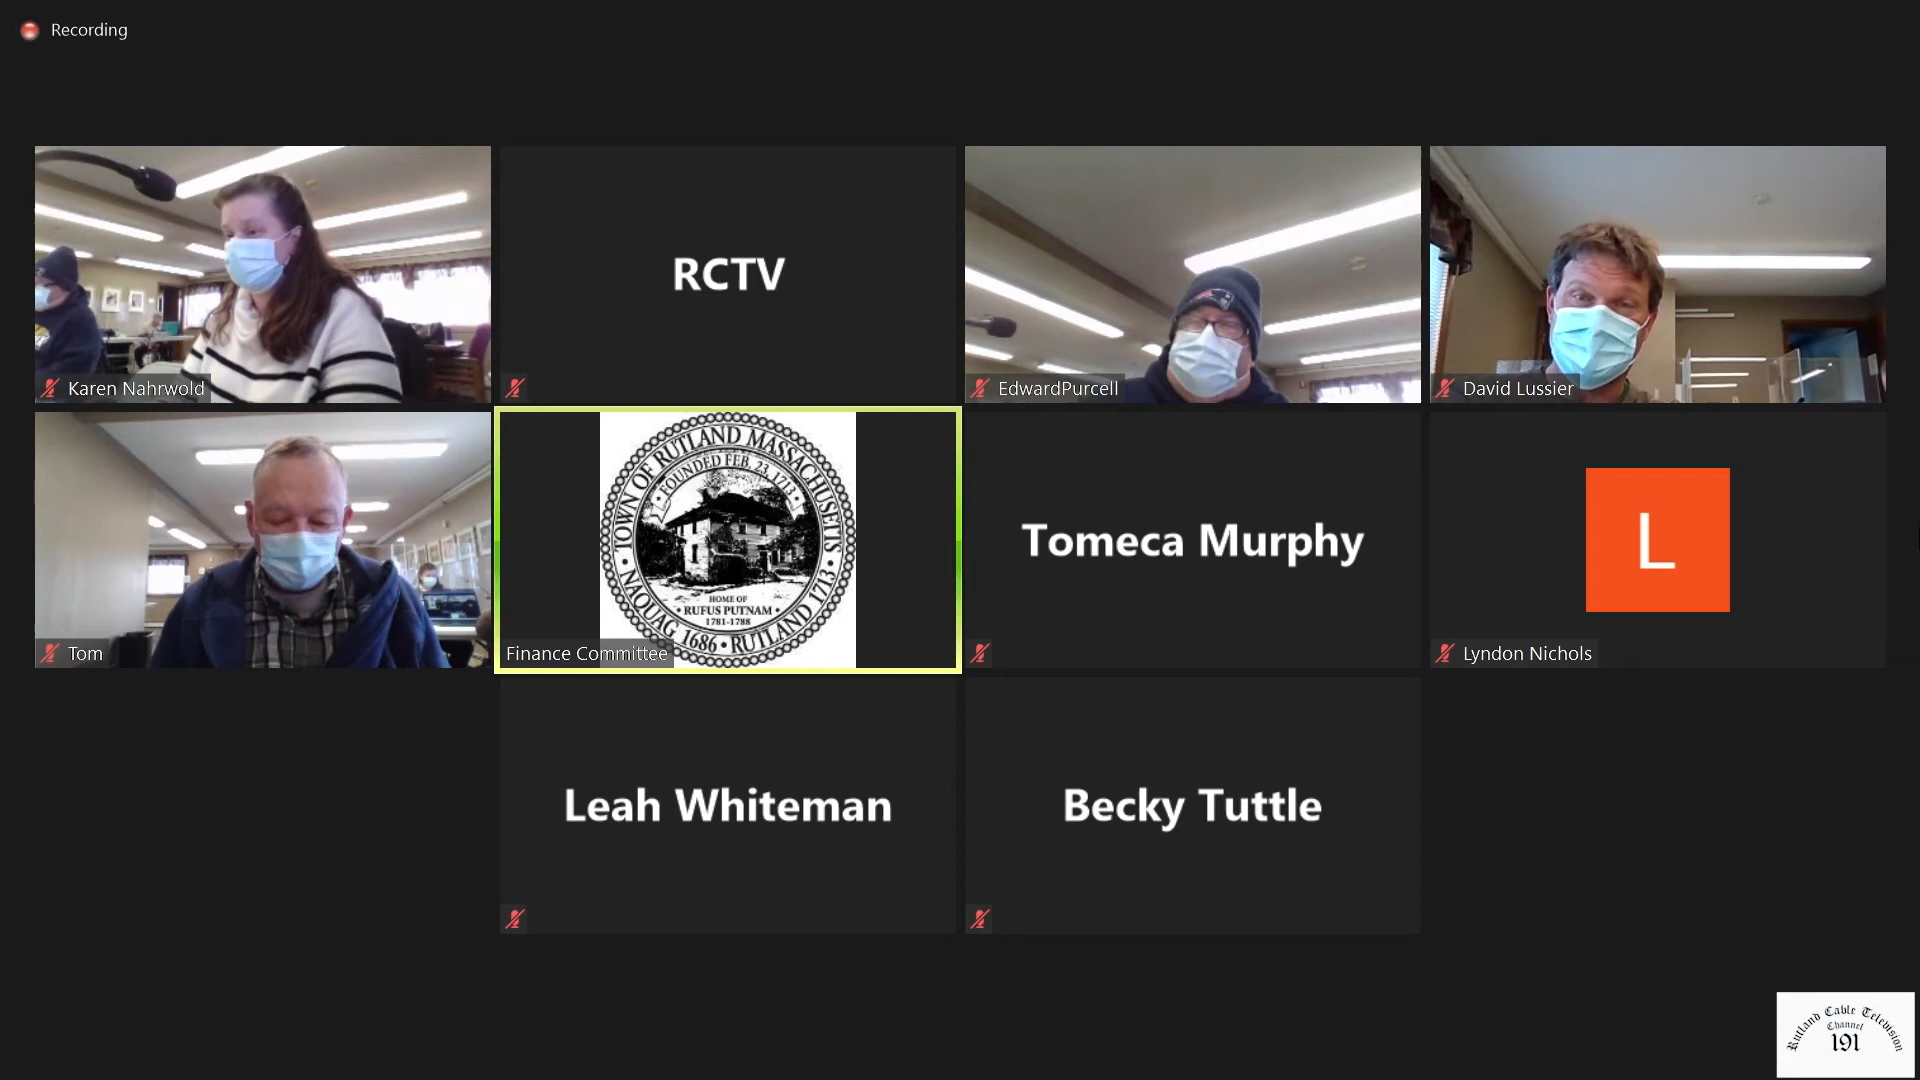 Recording
Karen Nahrwold
RCTV
EdwardPurcell
David Lussier
Tom
TOWN OF RUTLAND MASSACHUSETTS
FOUNDED FEB. 23, 1713
HOME OF
RUFUS PUTNAM
1781-1788
NAQUAG 1686 • RUTLAND 1713
Finance Committee
Tomeca Murphy
L
Lyndon Nichols
Leah Whiteman
Becky Tuttle
Rutland Cable Television
Channel
191